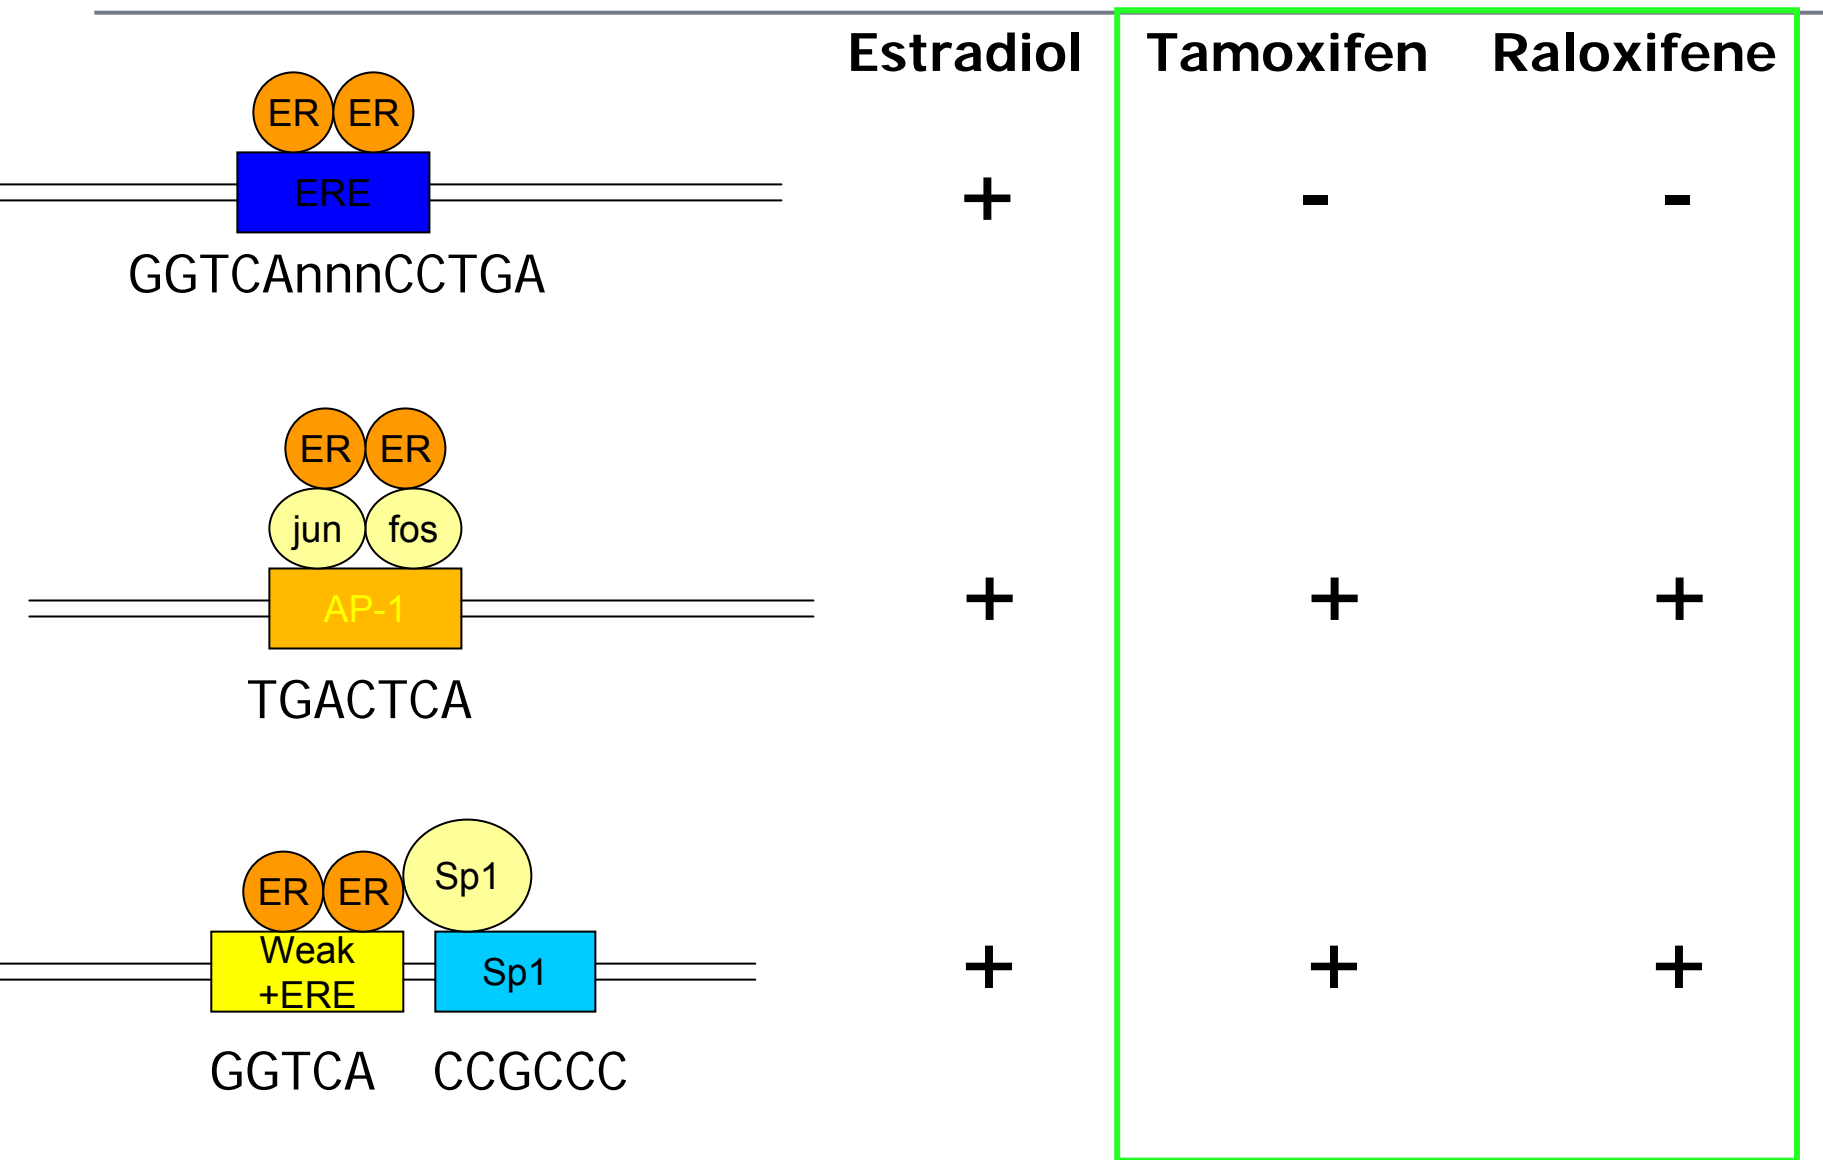 Estradiol Tamoxifen Raloxifene
ER ER
ERE
+ - -
GGTCAnnnCCTGA
ER ER
jun fos
AP-1
+ + +
TGACTCA
Sp1
ER ER
Weak
+ERE
Sp1
+ + +
GGTCA CCGCCC